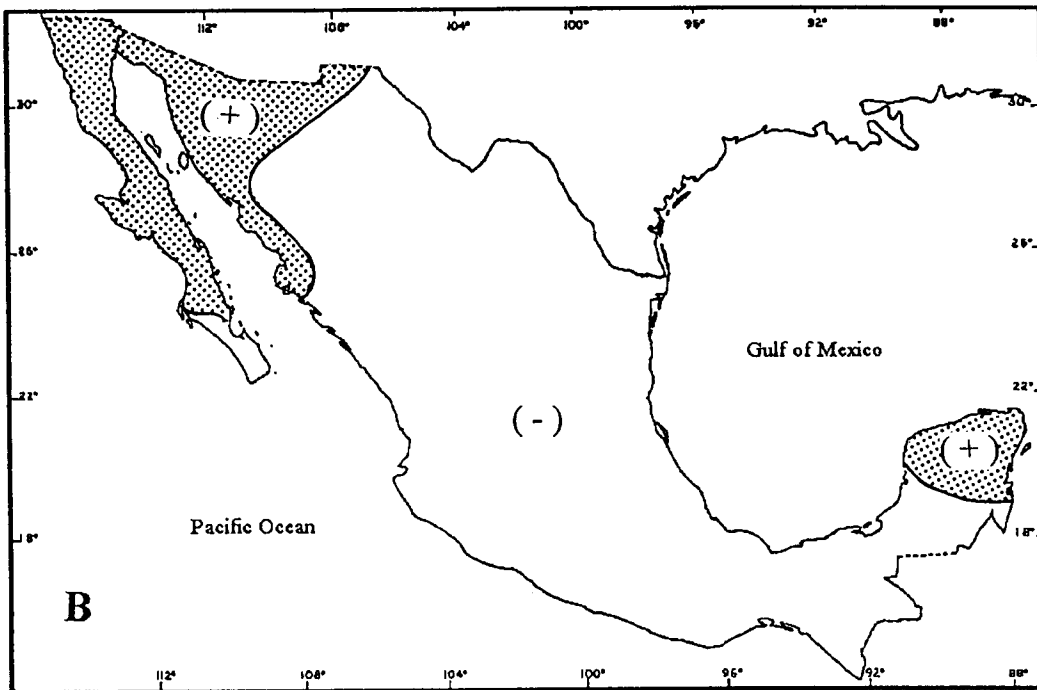 112° 108° 104° 100° 96° 92° 88°
30° (+) 30°
26° 26°
Gulf of Mexico
22° (-) 22°
(+)
18° Pacific Ocean 18°
B
112° 108° 104° 100° 96° 92° 88°